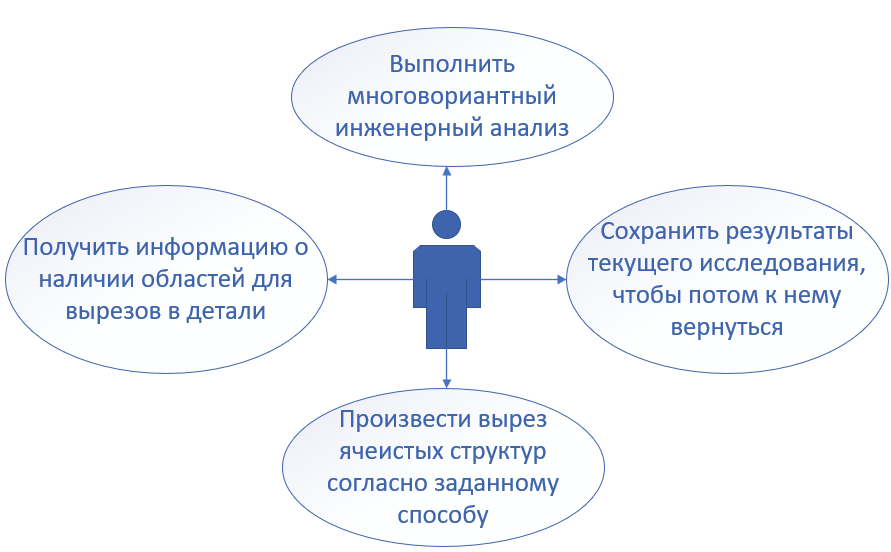 Выполнить
многовориантный
инженерный анализ
Получить информацию о
наличии областей для
вырезов в детали
Сохранить результаты
текущего исследования,
чтобы потом к нему
вернуться
Произвести вырез
ячеистых структур
согласно заданному
способу